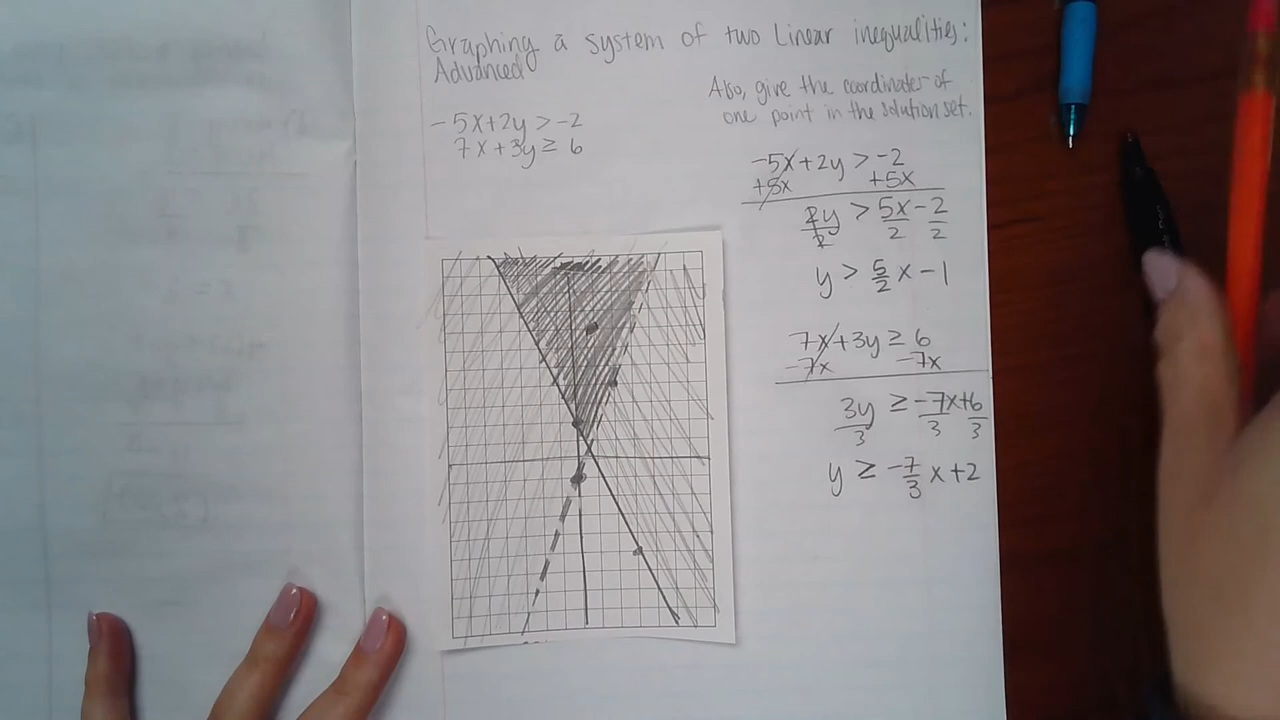 Graphing a system of two Linear inequalities:
Advanced
Also, give the coordinates of
one point in the solution set.
-5x+2y > -2
7x+3y ≥ 6
-5x+2y > -2
+5x +5x
2y/2 > 5x/2 - 2/2
y > 5/2 x - 1
7x+3y ≥ 6
-7x -7x
3y/3 ≥ -7x/3 + 6/3
y ≥ -7/3 x + 2